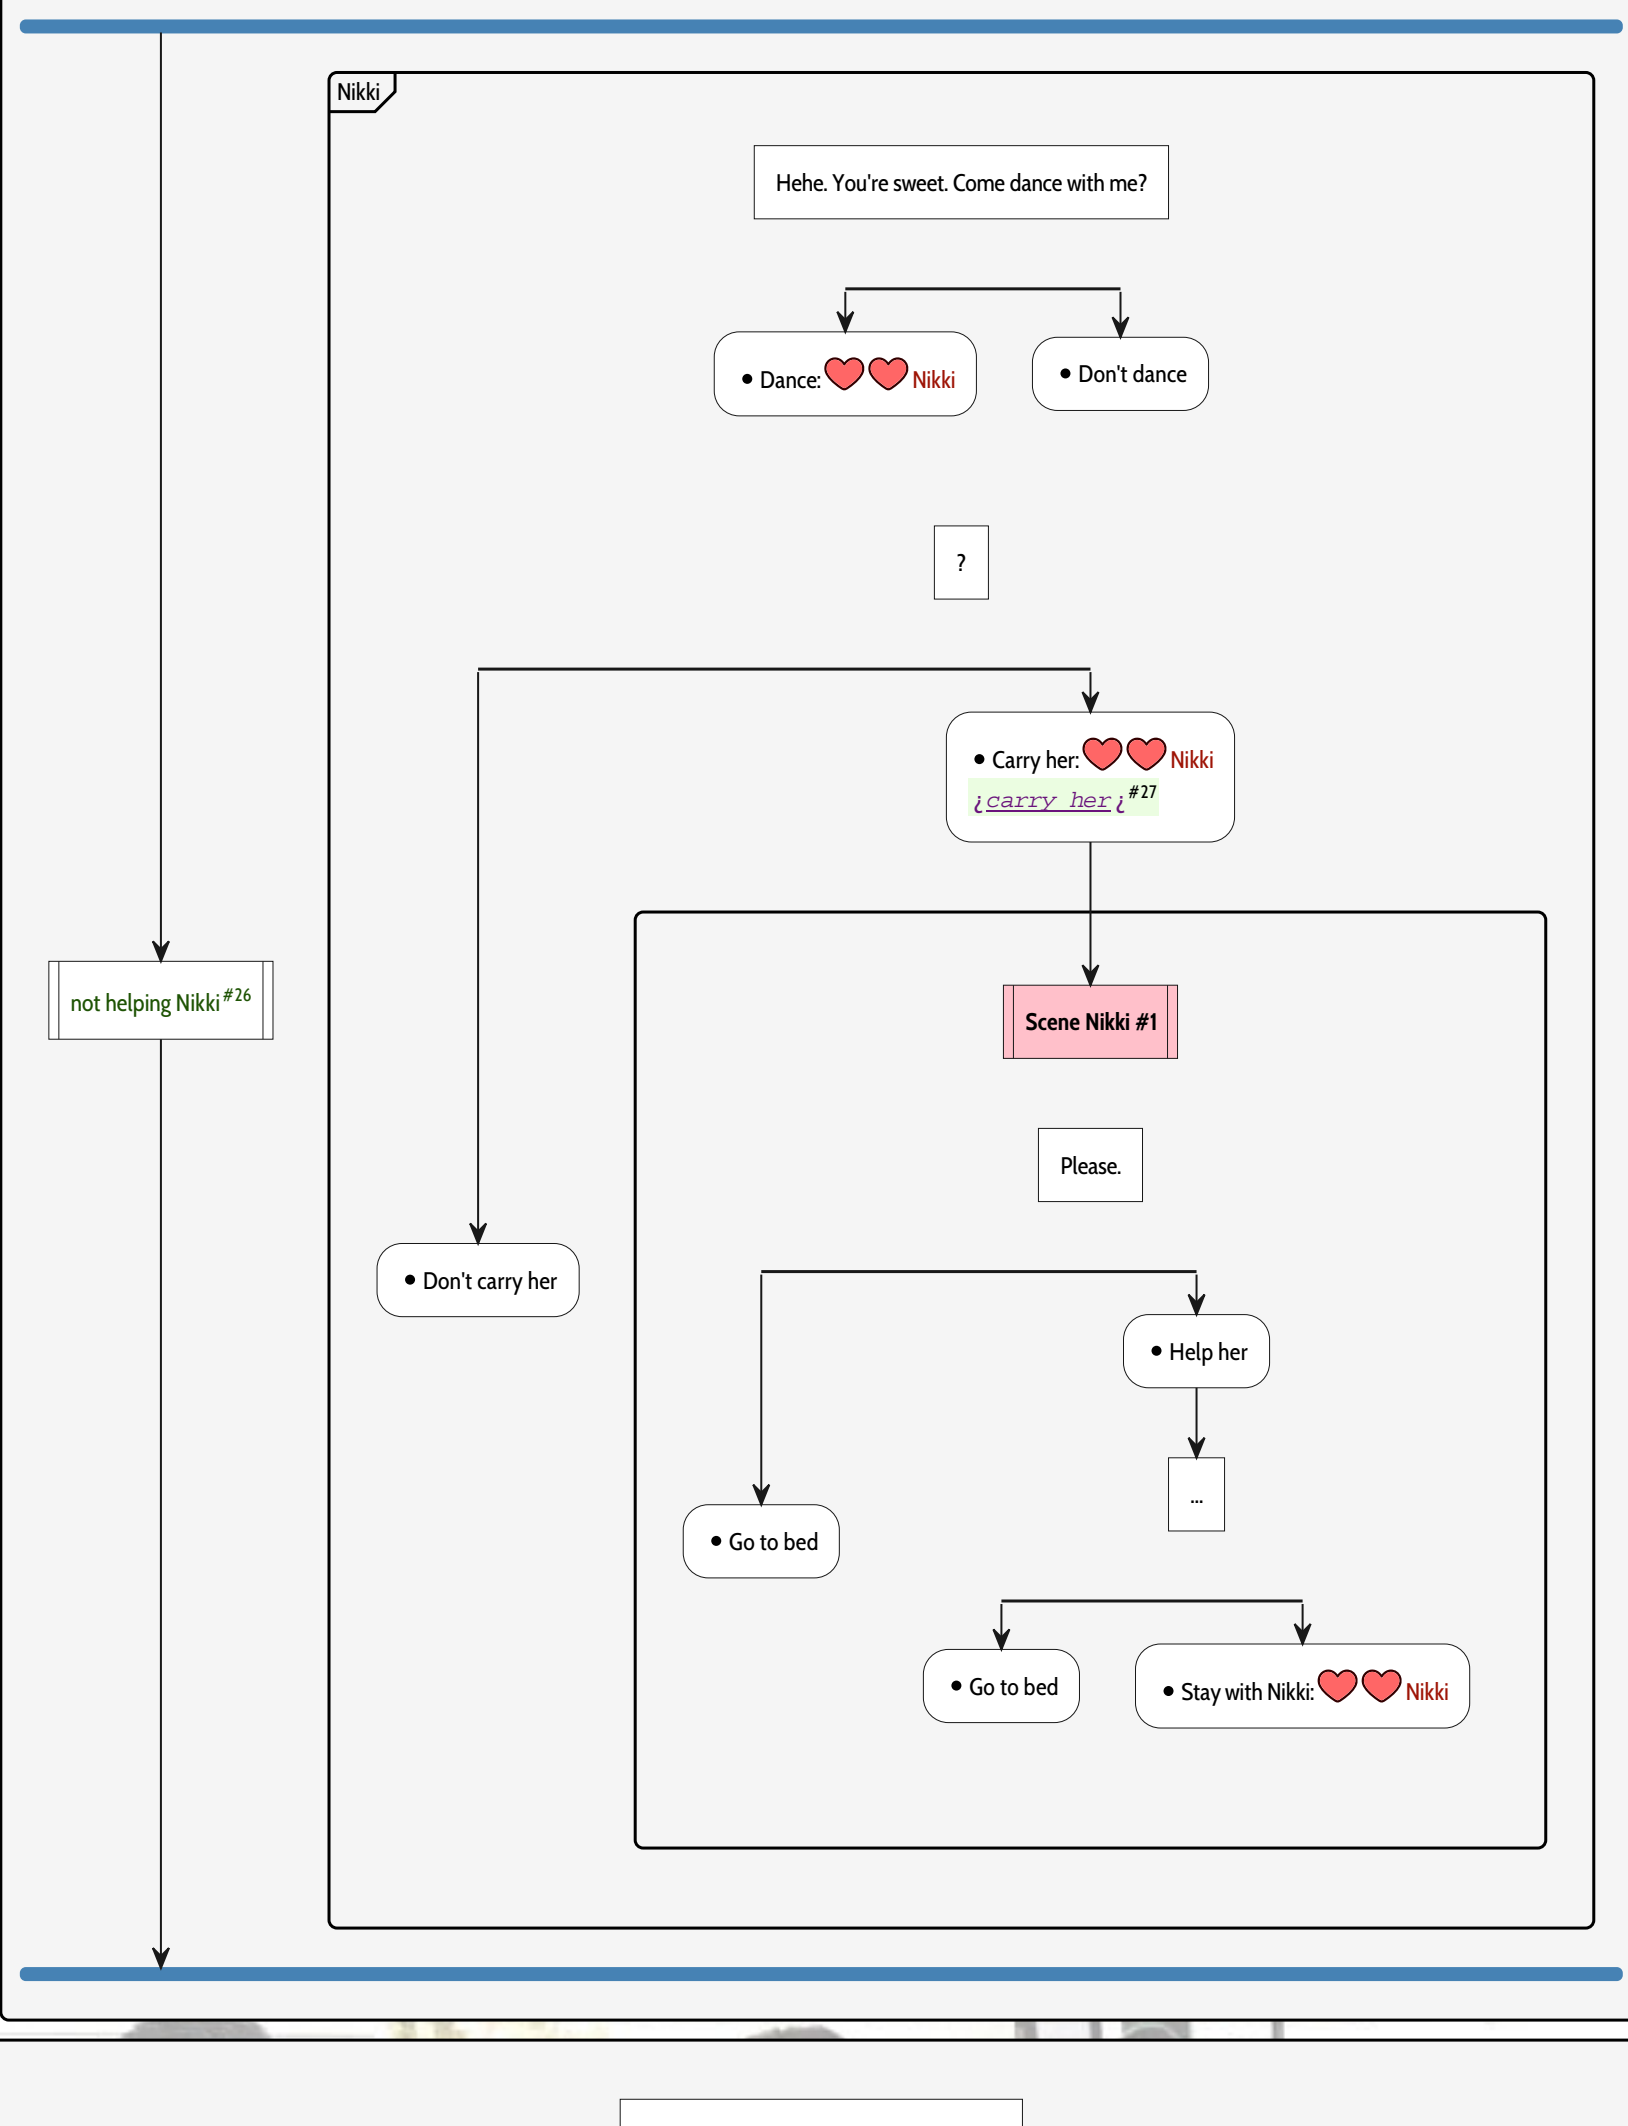 Nikki
Hehe. You're sweet. Come dance with me?
• Dance: Nikki
• Don't dance
?
• Carry her: Nikki
¿carry her¿ #27
not helping Nikki #26
Scene Nikki #1
Please.
• Don't carry her
• Help her
...
• Go to bed
• Go to bed
• Stay with Nikki: Nikki